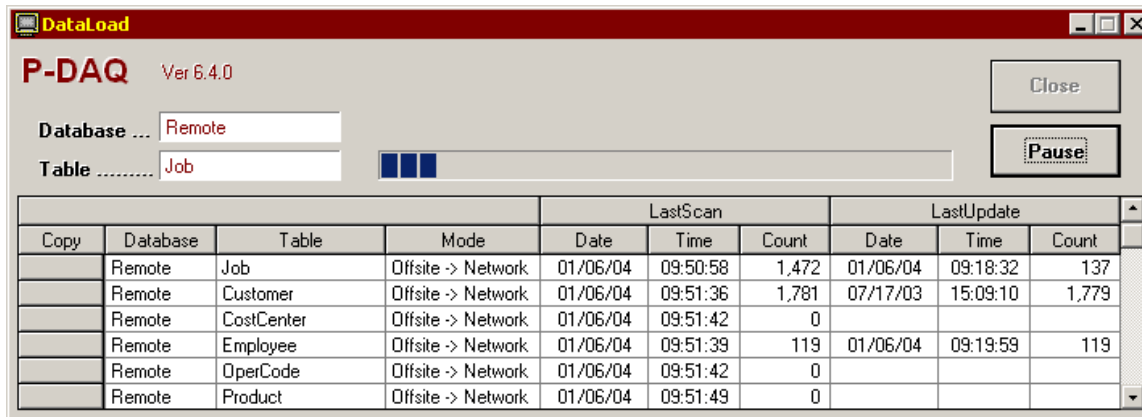 DataLoad
P-DAQ Ver 6.4.0
Close
Database ... Remote
Pause
Table ......... Job
LastScan LastUpdate
Copy Database Table Mode Date Time Count Date Time Count
Remote Job Offsite -> Network 01/06/04 09:50:58 1,472 01/06/04 09:18:32 137
Remote Customer Offsite -> Network 01/06/04 09:51:36 1,781 07/17/03 15:09:10 1,779
Remote CostCenter Offsite -> Network 01/06/04 09:51:42 0
Remote Employee Offsite -> Network 01/06/04 09:51:39 119 01/06/04 09:19:59 119
Remote OperCode Offsite -> Network 01/06/04 09:51:42 0
Remote Product Offsite -> Network 01/06/04 09:51:49 0